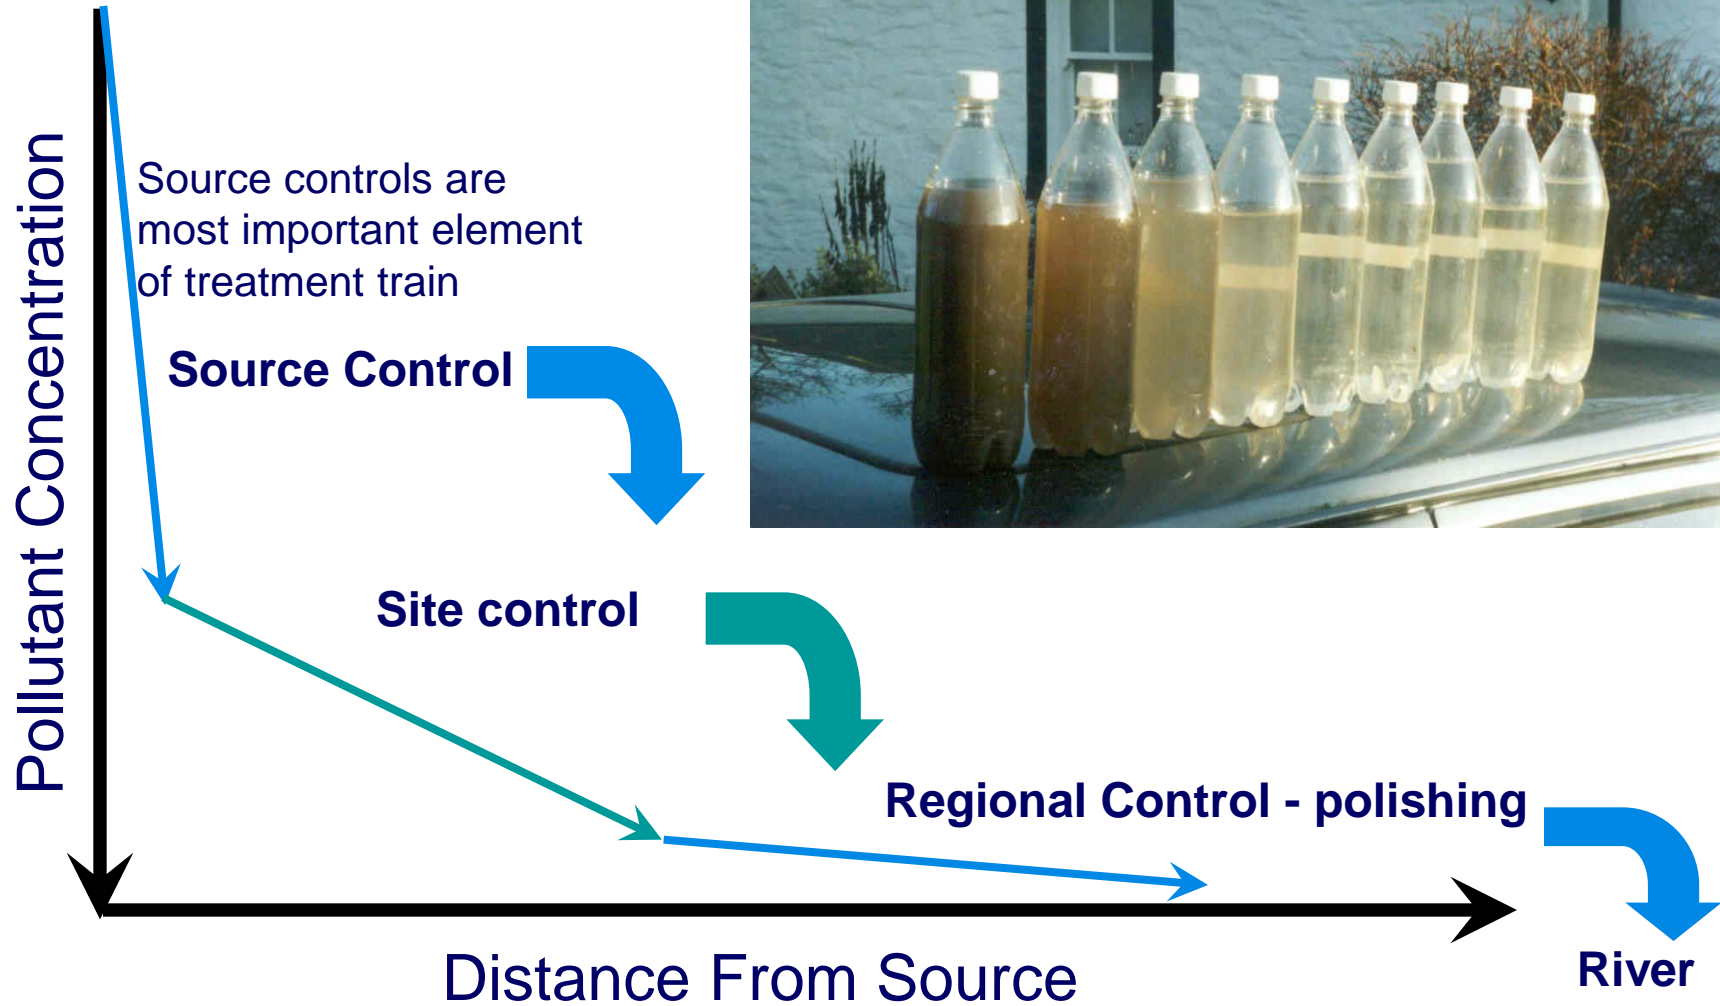 Pollutant Concentration
Source controls are
most important element
of treatment train
Source Control
Site control
Regional Control - polishing
River
Distance From Source